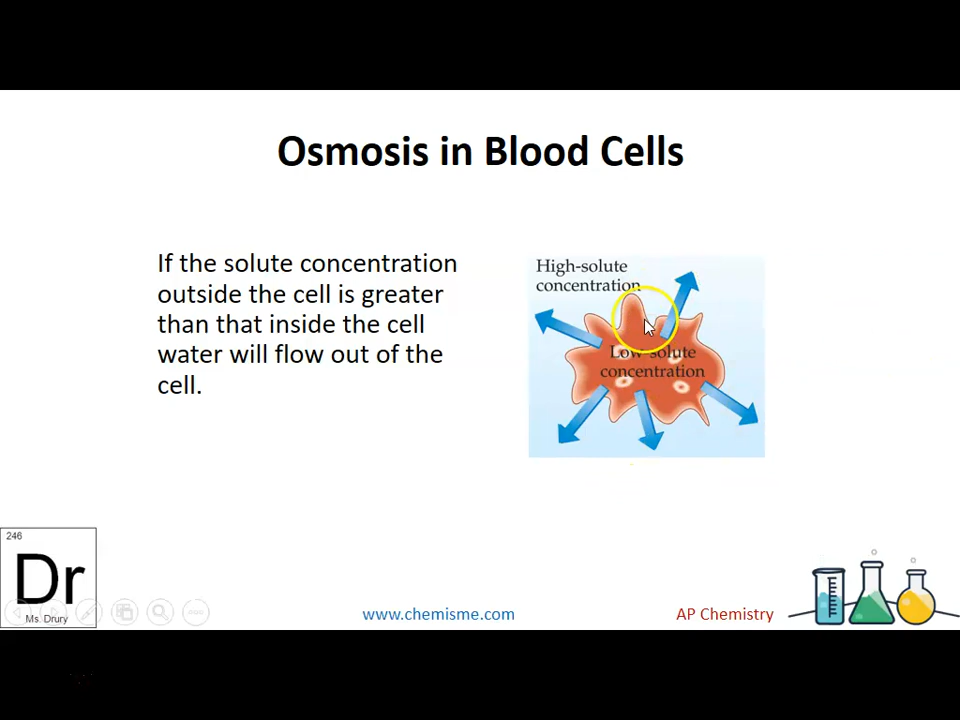 Osmosis in Blood Cells
If the solute concentration
outside the cell is greater
than that inside the cell
water will flow out of the
cell.
High-solute
concentration
Low-solute
concentration
246
Dr
Ms. Drury
www.chemisme.com
AP Chemistry